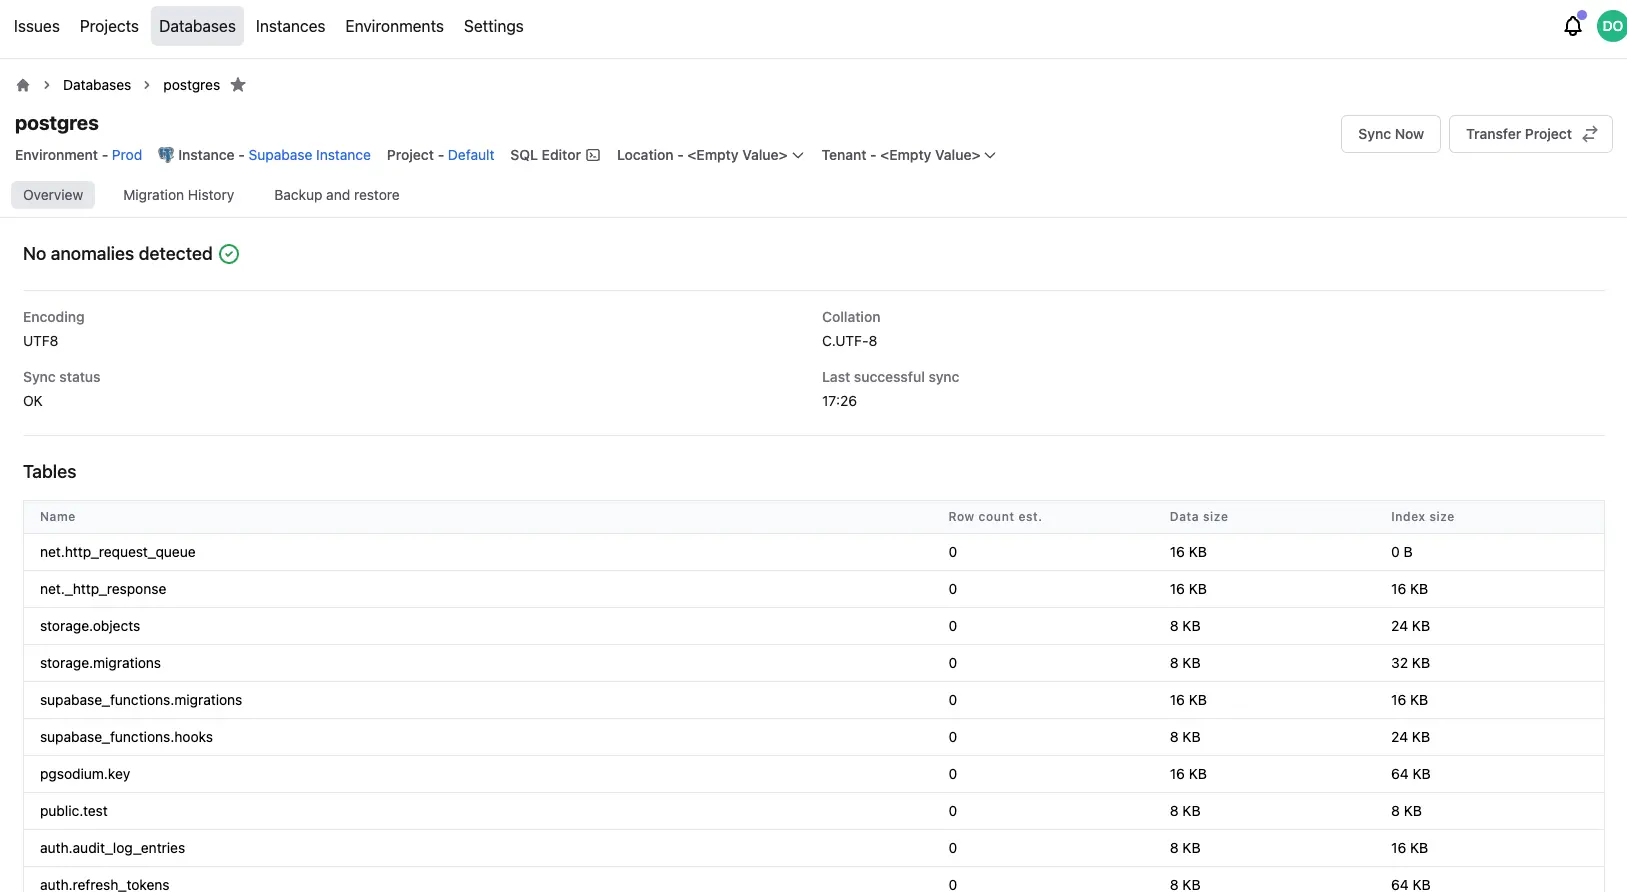 Issues Projects Databases Instances Environments Settings DO
Databases postgres
postgres
Sync Now Transfer Project
Environment - Prod Instance - Supabase Instance Project - Default SQL Editor Location - <Empty Value> Tenant - <Empty Value>
Overview Migration History Backup and restore
No anomalies detected
Encoding Collation
UTF8 C.UTF-8
Sync status Last successful sync
OK 17:26
Tables
Name Row count est. Data size Index size
net.http_request_queue 0 16 KB 0 B
net._http_response 0 16 KB 16 KB
storage.objects 0 8 KB 24 KB
storage.migrations 0 8 KB 32 KB
supabase_functions.migrations 0 16 KB 16 KB
supabase_functions.hooks 0 8 KB 24 KB
pgsodium.key 0 16 KB 64 KB
public.test 0 8 KB 8 KB
auth.audit_log_entries 0 8 KB 16 KB
auth.refresh_tokens 0 8 KB 64 KB